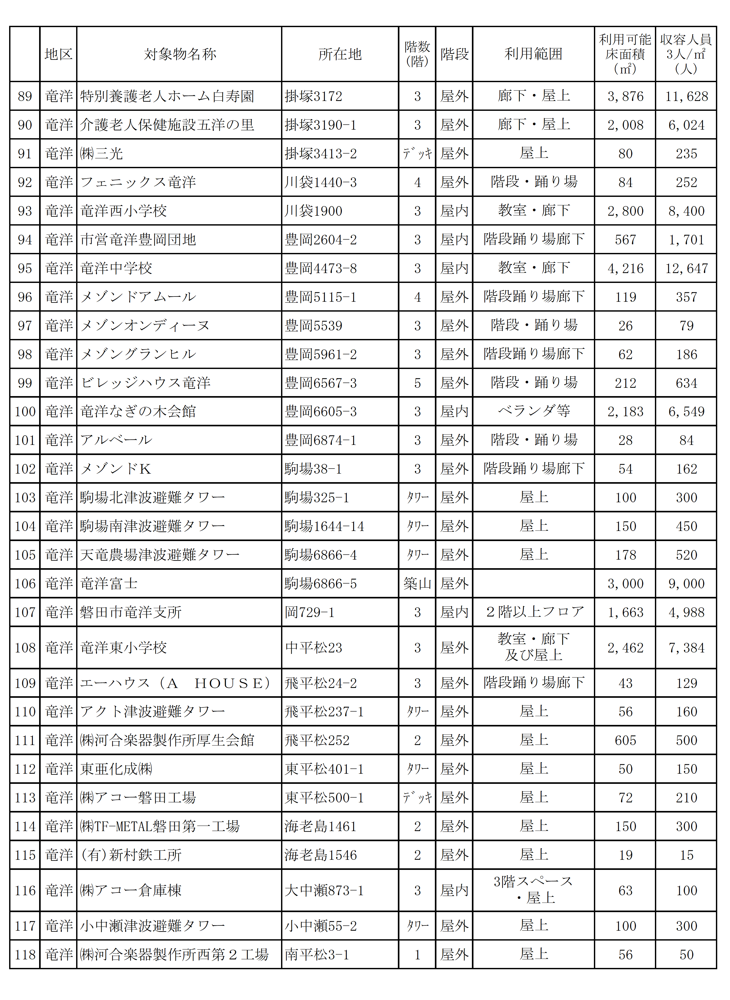 地区 対象物名称 所在地 階数（階） 階段 利用範囲 利用可能床面積（㎡） 収容人員3人/㎡（人）
89 竜洋 特別養護老人ホーム白寿園 掛塚3172 3 屋外 廊下・屋上 3,876 11,628
90 竜洋 介護老人保健施設五洋の里 掛塚3190-1 3 屋外 廊下・屋上 2,008 6,024
91 竜洋 ㈱三光 掛塚3413-2 ﾃﾞｯｷ 屋外 屋上 80 235
92 竜洋 フェニックス竜洋 川袋1440-3 4 屋外 階段・踊り場 84 252
93 竜洋 竜洋西小学校 川袋1900 3 屋内 教室・廊下 2,800 8,400
94 竜洋 市営竜洋豊岡団地 豊岡2604-2 3 屋内 階段踊り場廊下 567 1,701
95 竜洋 竜洋中学校 豊岡4473-8 3 屋内 教室・廊下 4,216 12,647
96 竜洋 メゾンドアムール 豊岡5115-1 4 屋外 階段踊り場廊下 119 357
97 竜洋 メゾンオンディーヌ 豊岡5539 3 屋外 階段・踊り場 26 79
98 竜洋 メゾングランヒル 豊岡5961-2 3 屋外 階段踊り場廊下 62 186
99 竜洋 ビレッジハウス竜洋 豊岡6567-3 5 屋外 階段・踊り場 212 634
100 竜洋 竜洋なぎの木会館 豊岡6605-3 3 屋内 ベランダ等 2,183 6,549
101 竜洋 アルベール 豊岡6874-1 3 屋外 階段・踊り場 28 84
102 竜洋 メゾンドＫ 駒場38-1 3 屋外 階段踊り場廊下 54 162
103 竜洋 駒場北津波避難タワー 駒場325-1 ﾀﾜｰ 屋外 屋上 100 300
104 竜洋 駒場南津波避難タワー 駒場1644-14 ﾀﾜｰ 屋外 屋上 150 450
105 竜洋 天竜農場津波避難タワー 駒場6866-4 ﾀﾜｰ 屋外 屋上 178 520
106 竜洋 竜洋富士 駒場6866-5 築山 屋外 3,000 9,000
107 竜洋 磐田市竜洋支所 岡729-1 3 屋内 ２階以上フロア 1,663 4,988
108 竜洋 竜洋東小学校 中平松23 3 屋外 教室・廊下及び屋上 2,462 7,384
109 竜洋 エーハウス（Ａ　ＨＯＵＳＥ） 飛平松24-2 3 屋外 階段踊り場廊下 43 129
110 竜洋 アクト津波避難タワー 飛平松237-1 ﾀﾜｰ 屋外 屋上 56 160
111 竜洋 ㈱河合楽器製作所厚生会館 飛平松252 2 屋外 屋上 605 500
112 竜洋 東亜化成㈱ 東平松401-1 ﾀﾜｰ 屋外 屋上 50 150
113 竜洋 ㈱アコー磐田工場 東平松500-1 ﾃﾞｯｷ 屋外 屋上 72 210
114 竜洋 ㈱TF-METAL磐田第一工場 海老島1461 2 屋外 屋上 150 300
115 竜洋 (有)新村鉄工所 海老島1546 2 屋外 屋上 19 15
116 竜洋 ㈱アコー倉庫棟 大中瀬873-1 3 屋内 3階スペース・屋上 63 100
117 竜洋 小中瀬津波避難タワー 小中瀬55-2 ﾀﾜｰ 屋外 屋上 100 300
118 竜洋 ㈱河合楽器製作所西第２工場 南平松3-1 1 屋外 屋上 56 50